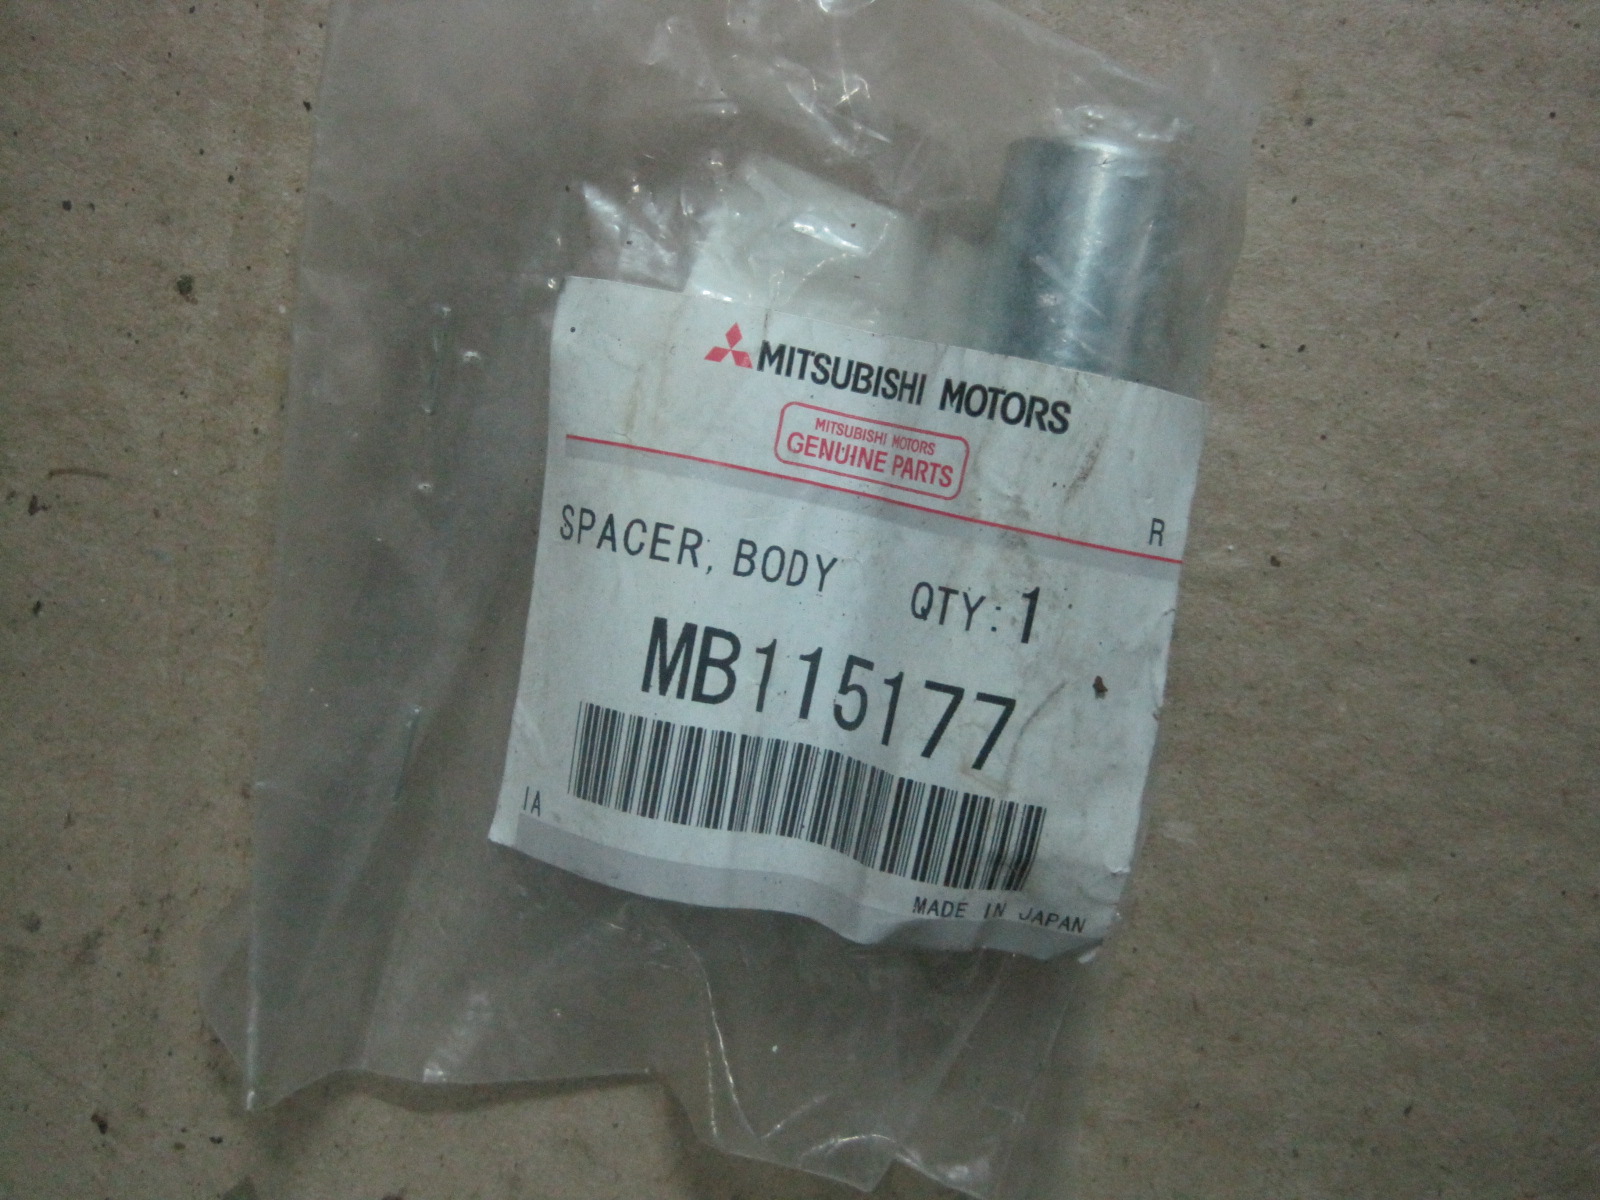 MITSUBISHI MOTORS
MITSUBISHI MOTORS
GENUINE PARTS
R
SPACER, BODY QTY: 1
MB115177
IA
MADE IN JAPAN